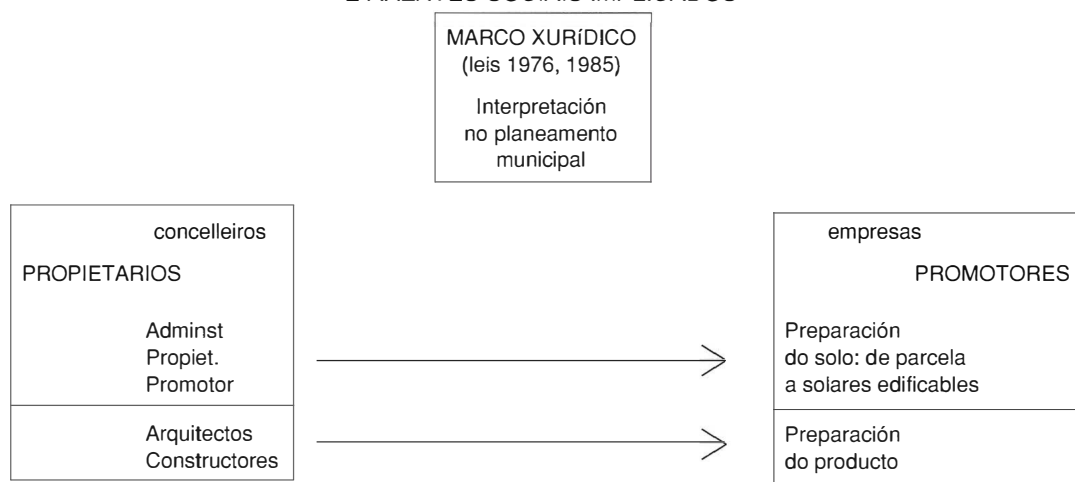 MARCO XURÍDICO
(leis 1976, 1985)
Interpretación
no planeamento
municipal
concelleiros
PROPIETARIOS
Adminst
Propiet.
Promotor
Arquitectos
Constructores
empresas
PROMOTORES
Preparación
do solo: de parcela
a solares edificables
Preparación
do producto